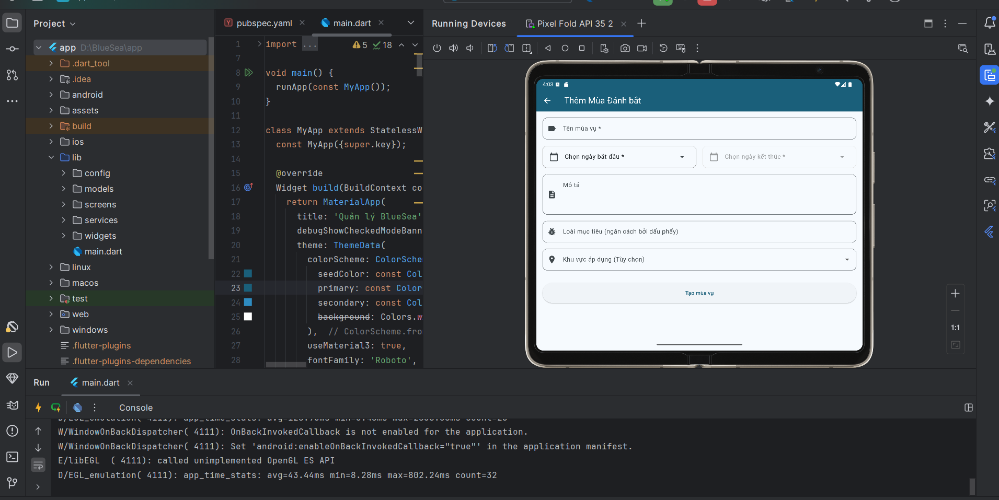 Project
app D:\BlueSea\app
.dart_tool
.idea
android
assets
build
ios
lib
config
models
screens
services
widgets
main.dart
linux
macos
test
web
windows
.flutter-plugins
.flutter-plugins-dependencies
pubspec.yaml
main.dart
5 18
1 import ...
7
8 void main() {
9 runApp(const MyApp());
10 }
11
12 class MyApp extends StatelessW
13 const MyApp({super.key});
14
15 @override
16 Widget build(BuildContext co
17 return MaterialApp(
18 title: 'Quản lý BlueSea'
19 debugShowCheckedModeBann
20 theme: ThemeData(
21 colorScheme: ColorSche
22 seedColor: const Col
23 primary: const Color
24 secondary: const Col
25 background: Colors.w
26 ), // ColorScheme.fro
27 useMaterial3: true,
28 fontFamily: 'Roboto',
Running Devices
Pixel Fold API 35 2
4:03
Thêm Mùa Đánh bắt
Tên mùa vụ *
Chọn ngày bắt đầu *
Chọn ngày kết thúc *
Mô tả
Loài mục tiêu (ngăn cách bởi dấu phẩy)
Khu vực áp dụng (Tùy chọn)
Tạo mùa vụ
1:1
Run
main.dart
Console
W/WindowOnBackDispatcher( 4111): OnBackInvokedCallback is not enabled for the application.
W/WindowOnBackDispatcher( 4111): Set 'android:enableOnBackInvokedCallback="true"' in the application manifest.
E/libEGL ( 4111): called unimplemented OpenGL ES API
D/EGL_emulation( 4111): app_time_stats: avg=43.44ms min=8.28ms max=802.24ms count=32